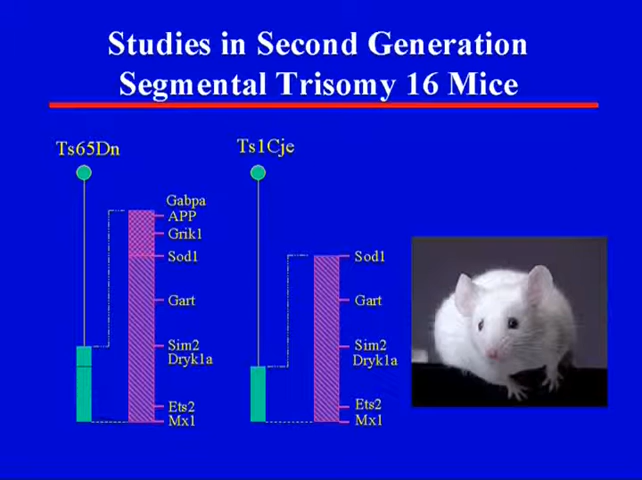 Studies in Second Generation
Segmental Trisomy 16 Mice
Ts65Dn
Gabpa
APP
Grik1
Sod1
Gart
Sim2
Dryk1a
Ets2
Mx1
Ts1Cje
Sod1
Gart
Sim2
Dryk1a
Ets2
Mx1